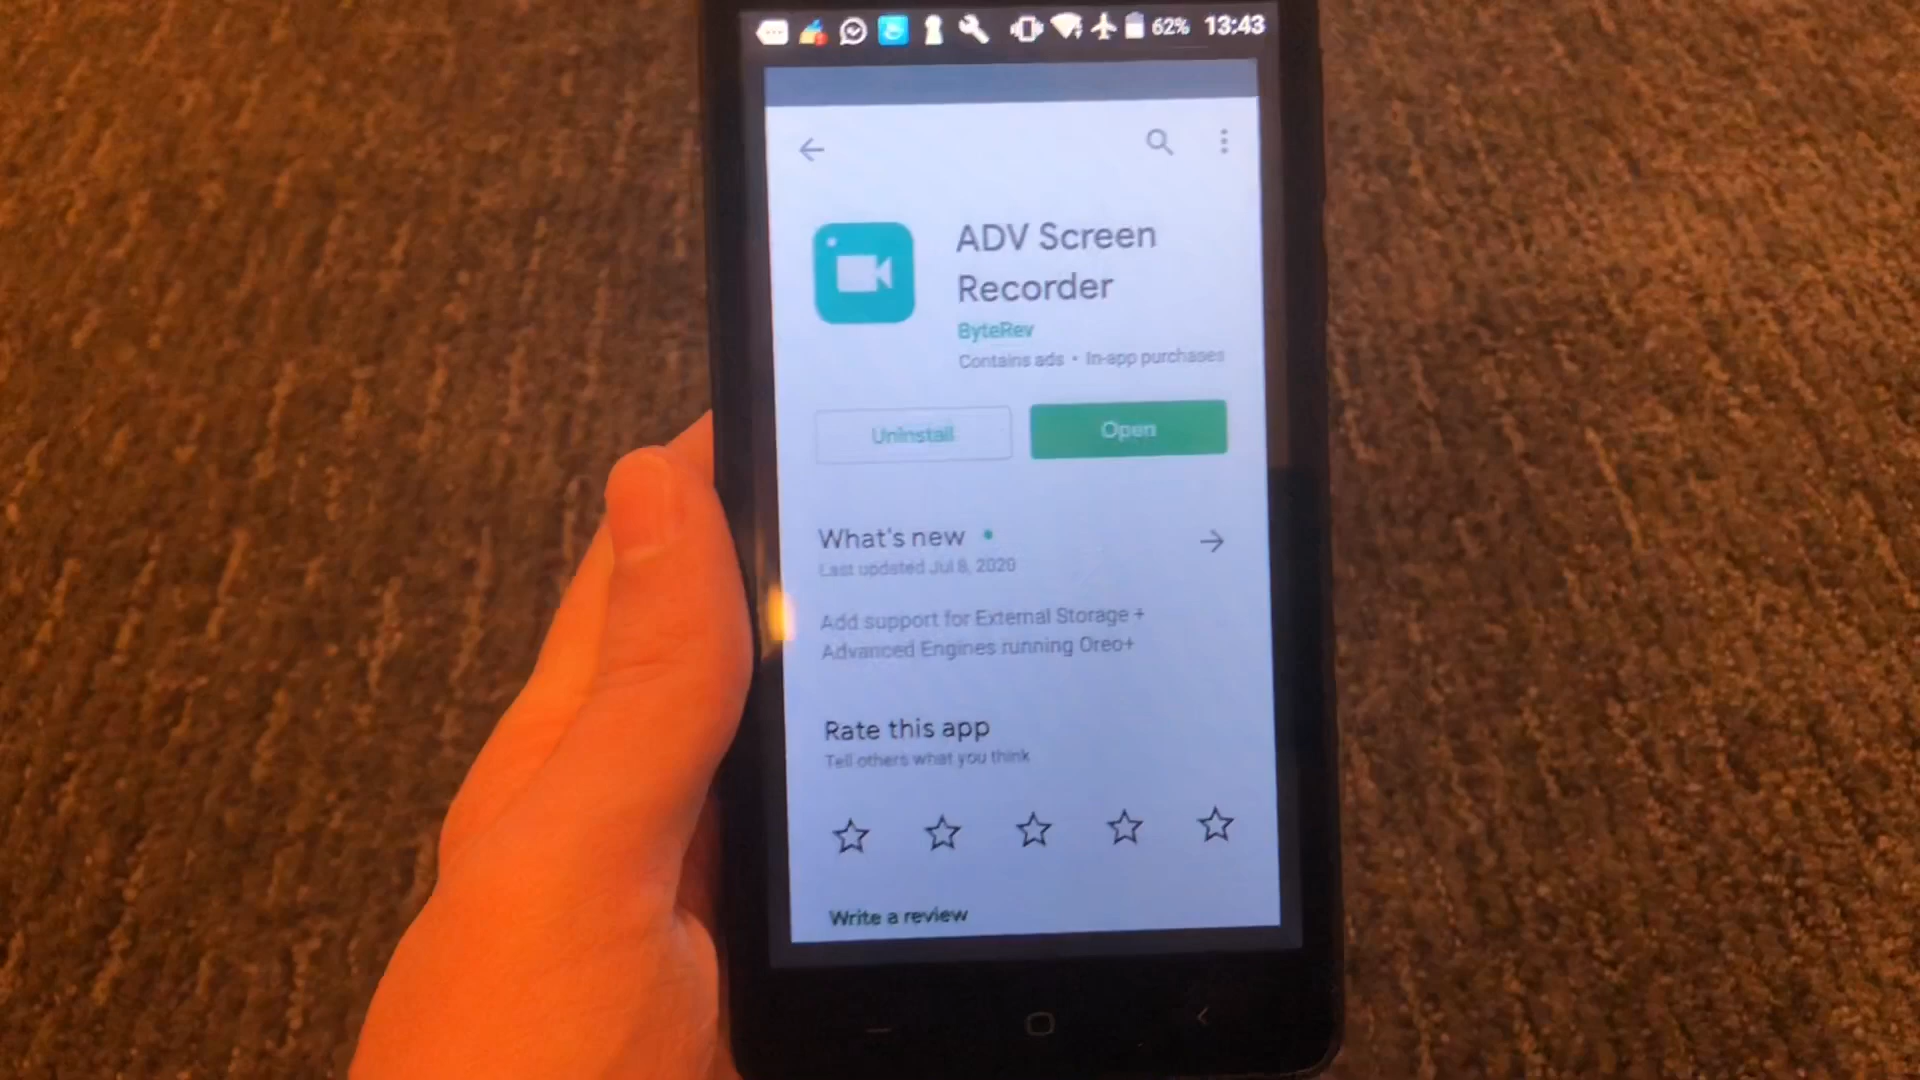 62% 13:43
ADV Screen
Recorder
ByteRev
Contains ads • In-app purchases
Uninstall
Open
What's new
Last updated Jul 8, 2020
Add support for External Storage +
Advanced Engines running Oreo+
Rate this app
Tell others what you think
Write a review